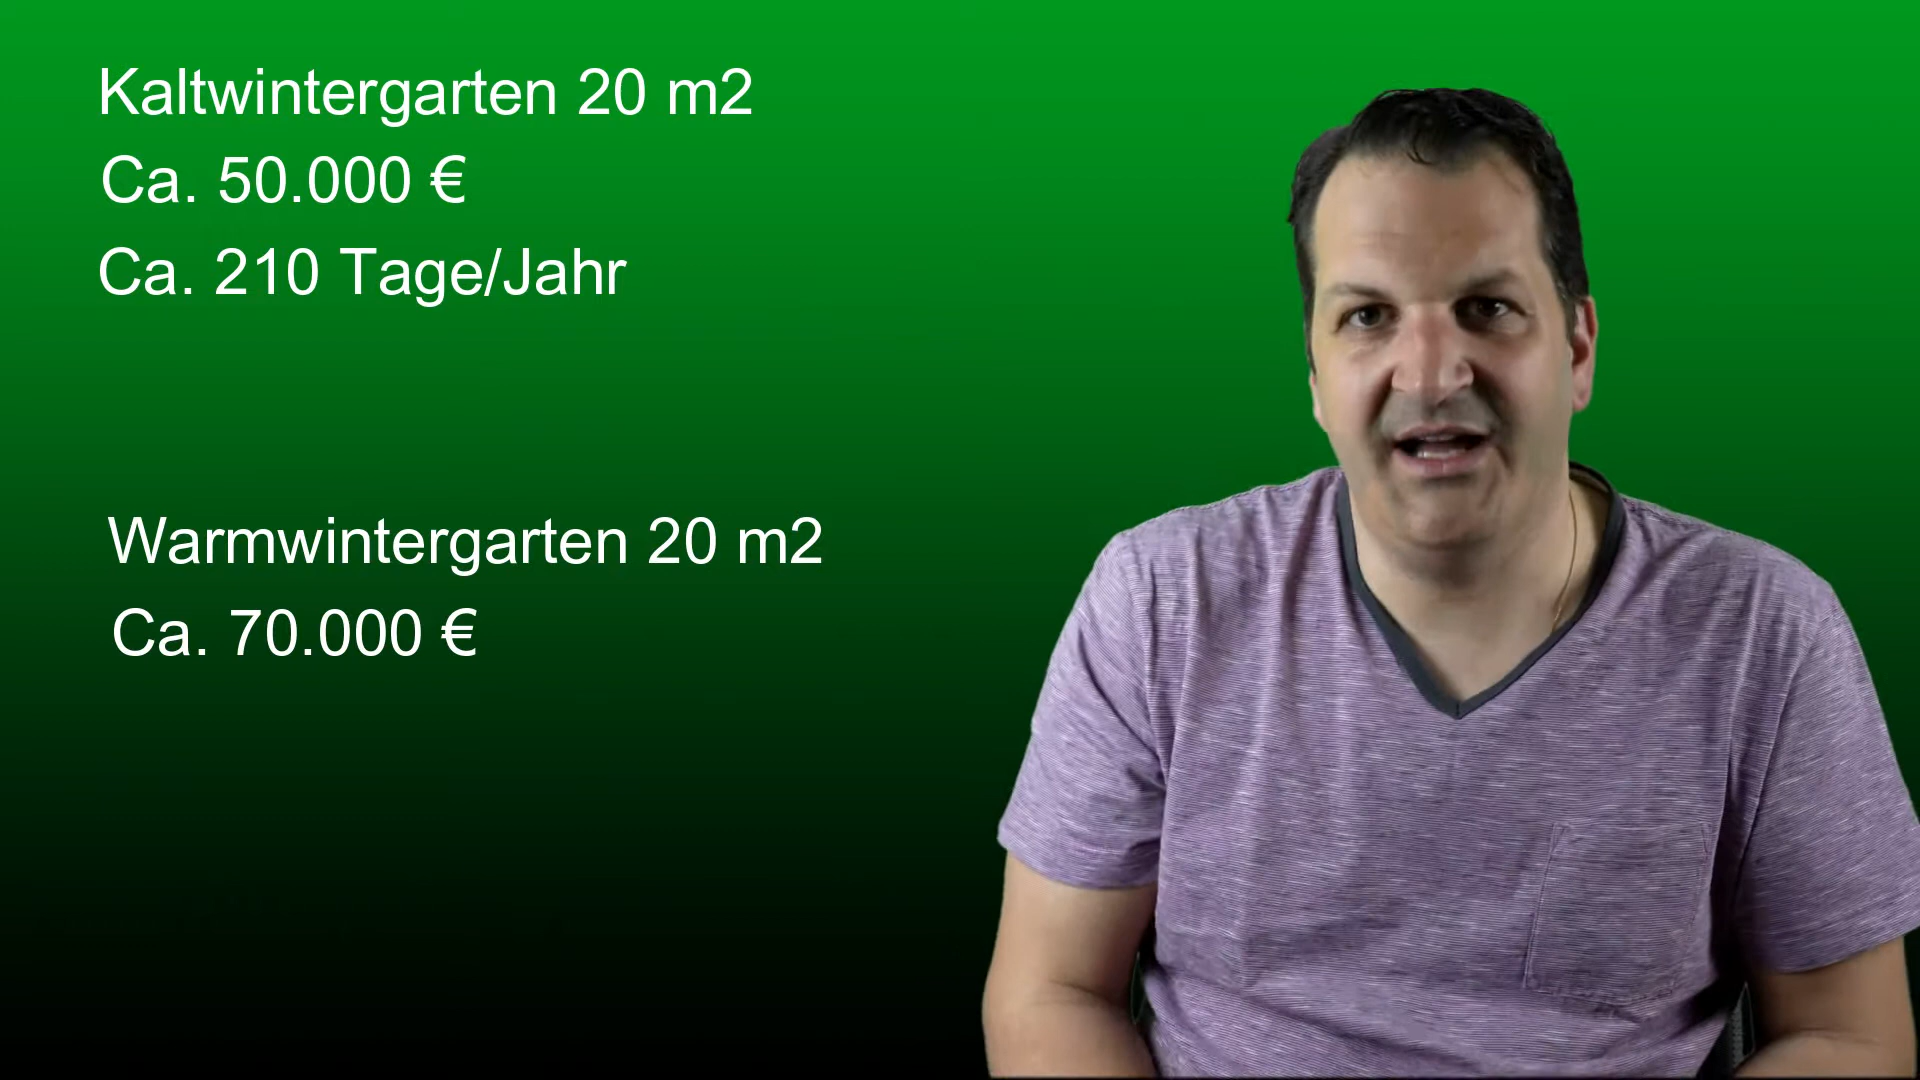 Kaltwintergarten 20 m2
Ca. 50.000 €
Ca. 210 Tage/Jahr
Warmwintergarten 20 m2
Ca. 70.000 €